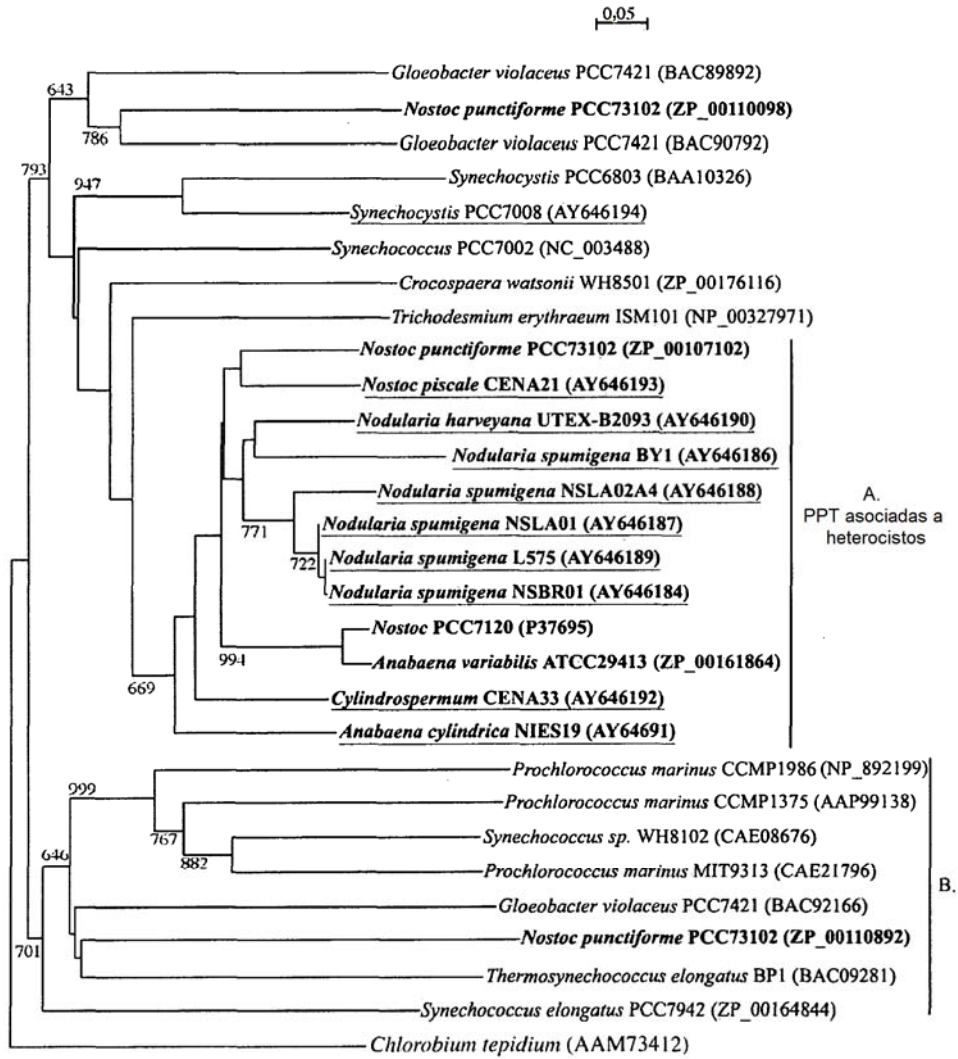 0,05
Gloeobacter violaceus PCC7421 (BAC89892)
643
Nostoc punctiforme PCC73102 (ZP_00110098)
786
Gloeobacter violaceus PCC7421 (BAC90792)
793
947
Synechocystis PCC6803 (BAA10326)
Synechocystis PCC7008 (AY646194)
Synechococcus PCC7002 (NC_003488)
Crocospaera watsonii WH8501 (ZP_00176116)
Trichodesmium erythraeum ISM101 (NP_00327971)
Nostoc punctiforme PCC73102 (ZP_00107102)
Nostoc piscale CENA21 (AY646193)
Nodularia harveyana UTEX-B2093 (AY646190)
Nodularia spumigena BY1 (AY646186)
Nodularia spumigena NSLA02A4 (AY646188)
771
Nodularia spumigena NSLA01 (AY646187)
722
Nodularia spumigena L575 (AY646189)
Nodularia spumigena NSBR01 (AY646184)
A.
PPT asociadas a
heterocistos
Nostoc PCC7120 (P37695)
994
Anabaena variabilis ATCC29413 (ZP_00161864)
669
Cylindrospermum CENA33 (AY646192)
Anabaena cylindrica NIES19 (AY64691)
Prochlorococcus marinus CCMP1986 (NP_892199)
999
Prochlorococcus marinus CCMP1375 (AAP99138)
767
Synechococcus sp. WH8102 (CAE08676)
646
882
Prochlorococcus marinus MIT9313 (CAE21796)
B.
Gloeobacter violaceus PCC7421 (BAC92166)
Nostoc punctiforme PCC73102 (ZP_00110892)
701
Thermosynechococcus elongatus BP1 (BAC09281)
Synechococcus elongatus PCC7942 (ZP_00164844)
Chlorobium tepidium (AAM73412)